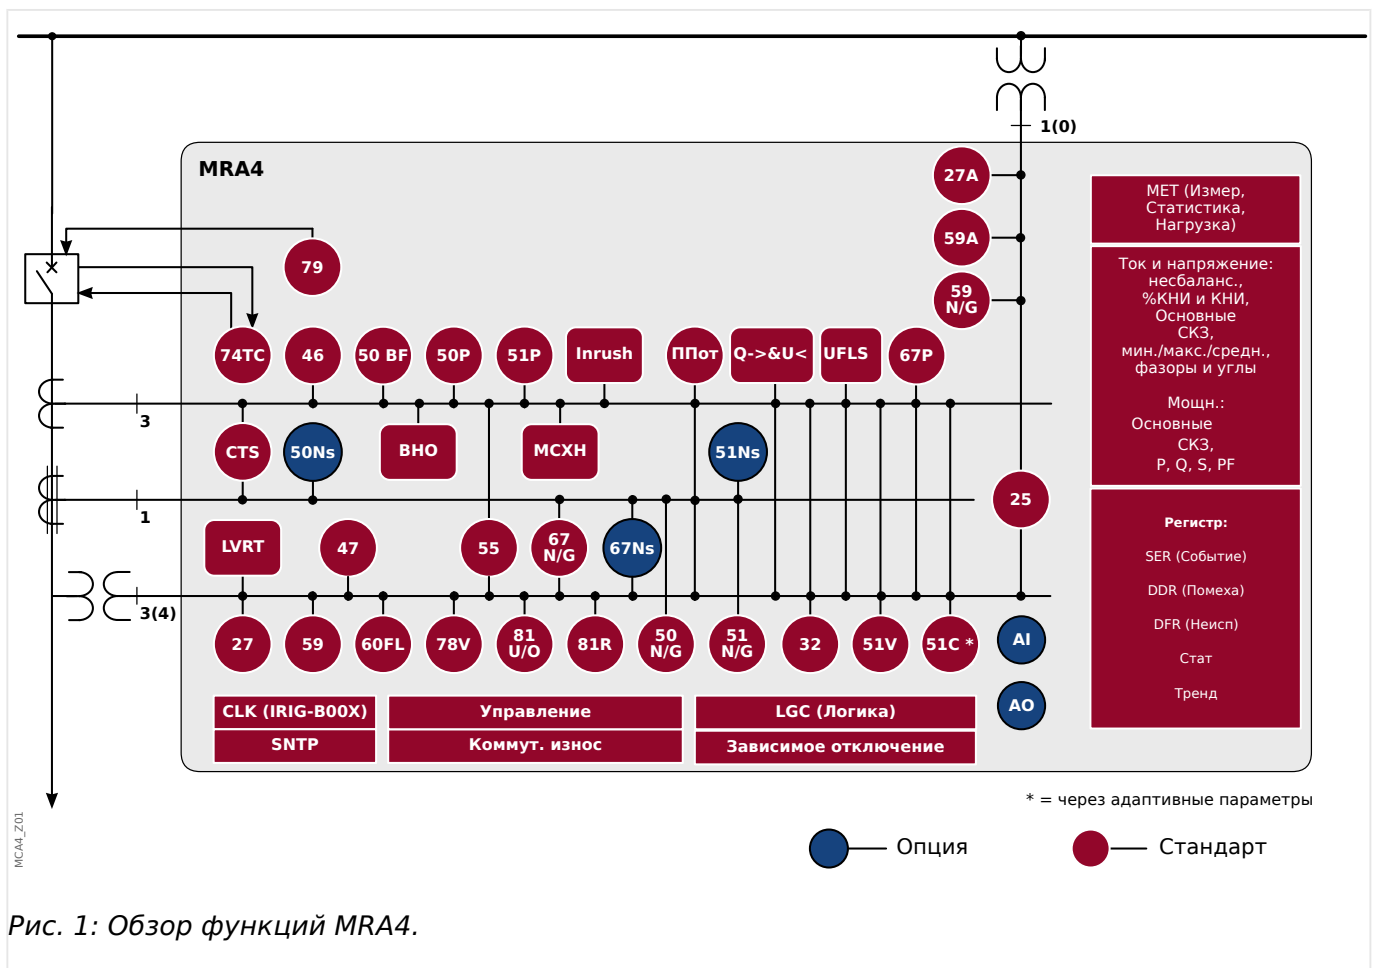 1(0)
MRA4
27A
59A
59
N/G
79
74TC
46
50 BF
50P
51P
Inrush
ППот
Q->&U<
UFLS
67P
3
CTS
50Ns
ВНО
МСХН
51Ns
1
25
LVRT
47
55
67
N/G
67Ns
3(4)
27
59
60FL
78V
81
U/O
81R
50
N/G
51
N/G
32
51V
51C *
AI
AO
МЕТ (Измер,
Статистика,
Нагрузка)
Ток и напряжение:
несбаланс.,
%КНИ и КНИ,
Основные
СКЗ,
мин./макс./средн.,
фазоры и углы
Мощн.:
Основные
СКЗ,
P, Q, S, PF
Регистр:
SER (Событие)
DDR (Помеха)
DFR (Неисп)
Стат
Тренд
CLK (IRIG-B00X)
Управление
LGC (Логика)
SNTP
Коммут. износ
Зависимое отключение
* = через адаптивные параметры
Опция
Стандарт
MCA4_Z01
Рис. 1: Обзор функций MRA4.